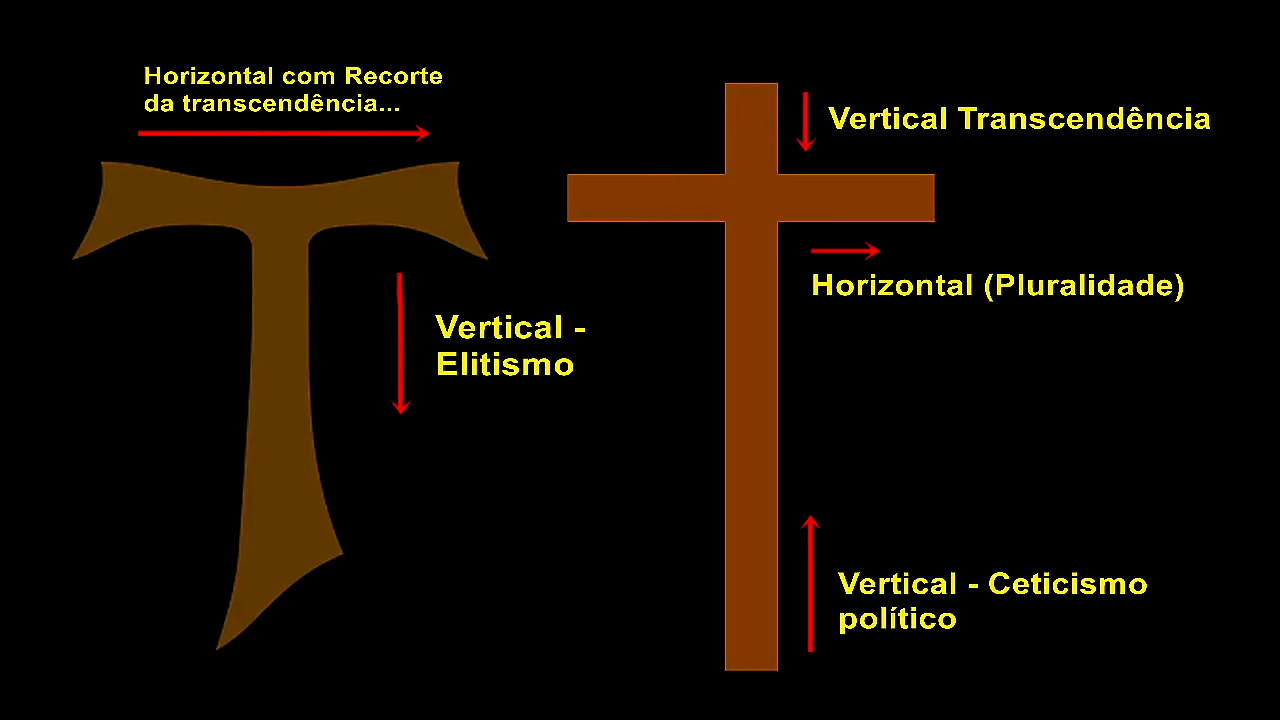 Horizontal com Recorte
da transcendência...
Vertical -
Elitismo
Vertical Transcendência
Horizontal (Pluralidade)
Vertical - Ceticismo
político